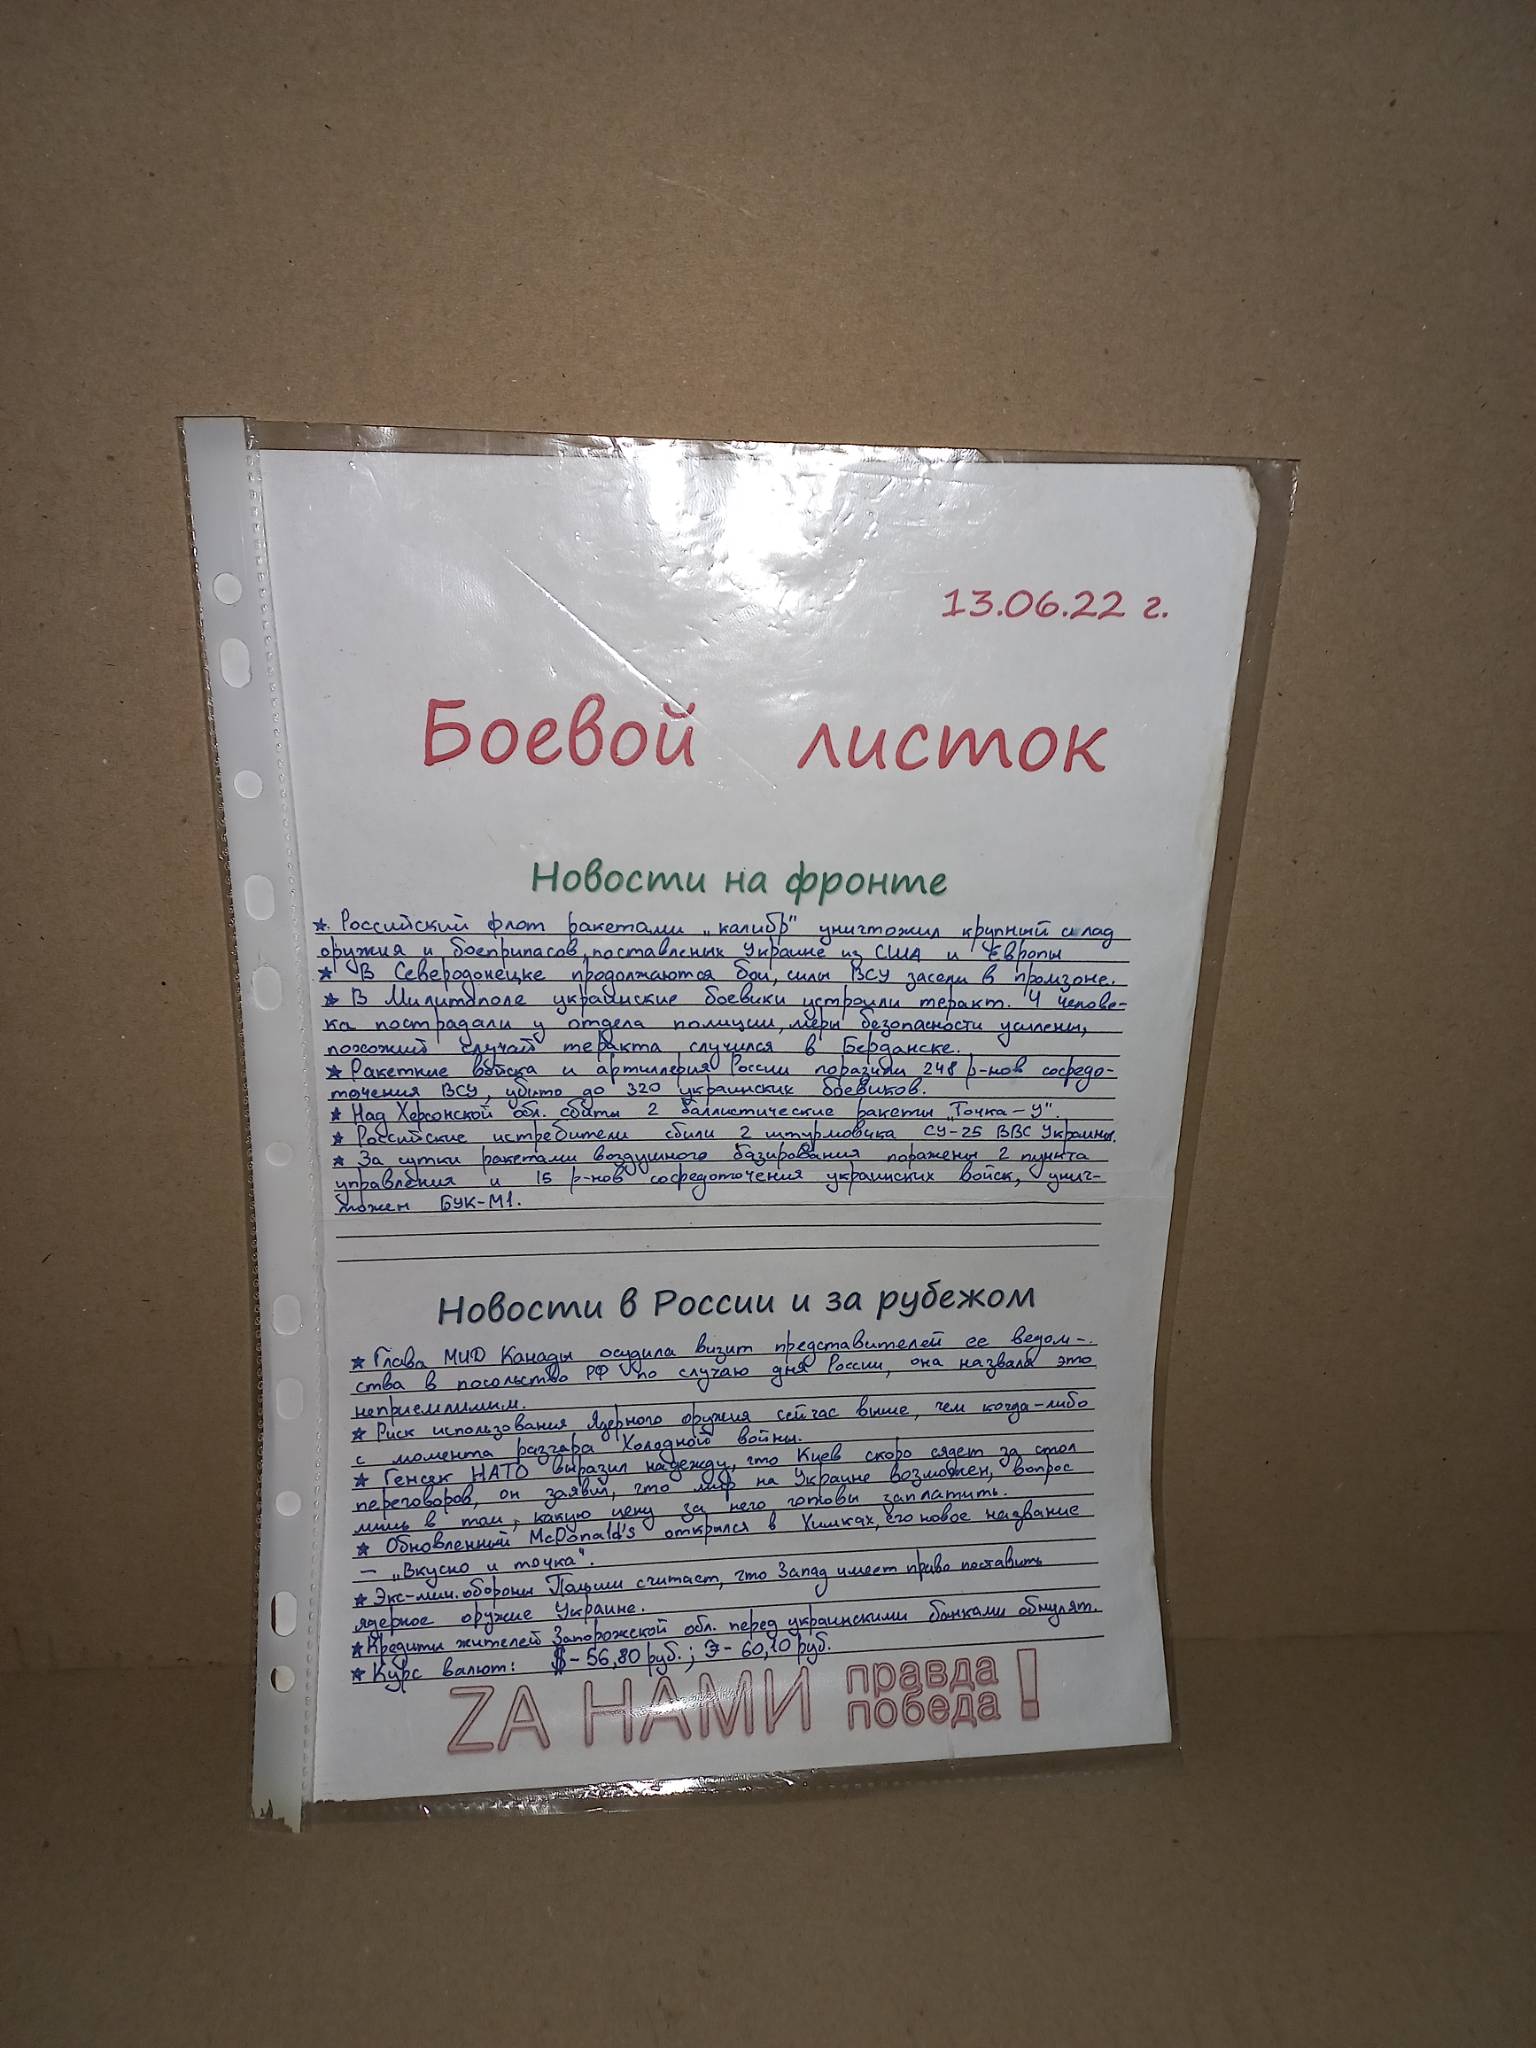 13.06.22 г.
Боевой листок
Новости на фронте
★ Российский флот ракетами „калибр" уничтожил крупный склад
оружия и боеприпасов, поставленых Украине из США и Европы
★ В Северодонецке продолжаются бои, силы ВСУ засели в промзоне.
★ В Милитополе украинские боевики устроили теракт. 4 челове-
ка пострадали у отдела полиции, меры безопасности усилены,
похожий случай теракта случился в Берданске.
★ Ракетные войска и артиллерия России поразили 248 р-нов сосредо-
точения ВСУ, убито до 320 украинских боевиков.
★ Над Херсонской обл. сбиты 2 баллистические ракеты „Точка-У".
★ Российские истребители сбили 2 штурмовика СУ-25 ВВС Украины.
★ За сутки ракетами воздушного базирования поражены 2 пункта
управления и 15 р-нов сосредоточения украинских войск, унич-
тожен БУК-М1.
Новости в России и за рубежом
★ Глава МИД Канады осудила визит представителей ее ведом-
ства в посольство РФ по случаю дня России, она назвала это
неприемлимым.
★ Риск использования Ядерного оружия сейчас выше, чем когда-либо
с момента разгара Холодной войны.
★ Генсек НАТО выразил надежду, что Киев скоро сядет за стол
переговоров, он заявил, что мир на Украине возможен, вопрос
лишь в том, какую цену за него готовы заплатить.
★ Обновленный McDonald's открылся в Химках, его новое название
— „Вкусно и точка".
★ Экс-мин. обороны Польши считает, что Запад имеет право поставить
ядерное оружие Украине.
★ Кредиты жителей Запорожской обл. перед украинскими банками обнулят.
★ Курс валют: $ - 56,80 руб.; Э - 60,10 руб.
ZА НАМИ правда
победа !